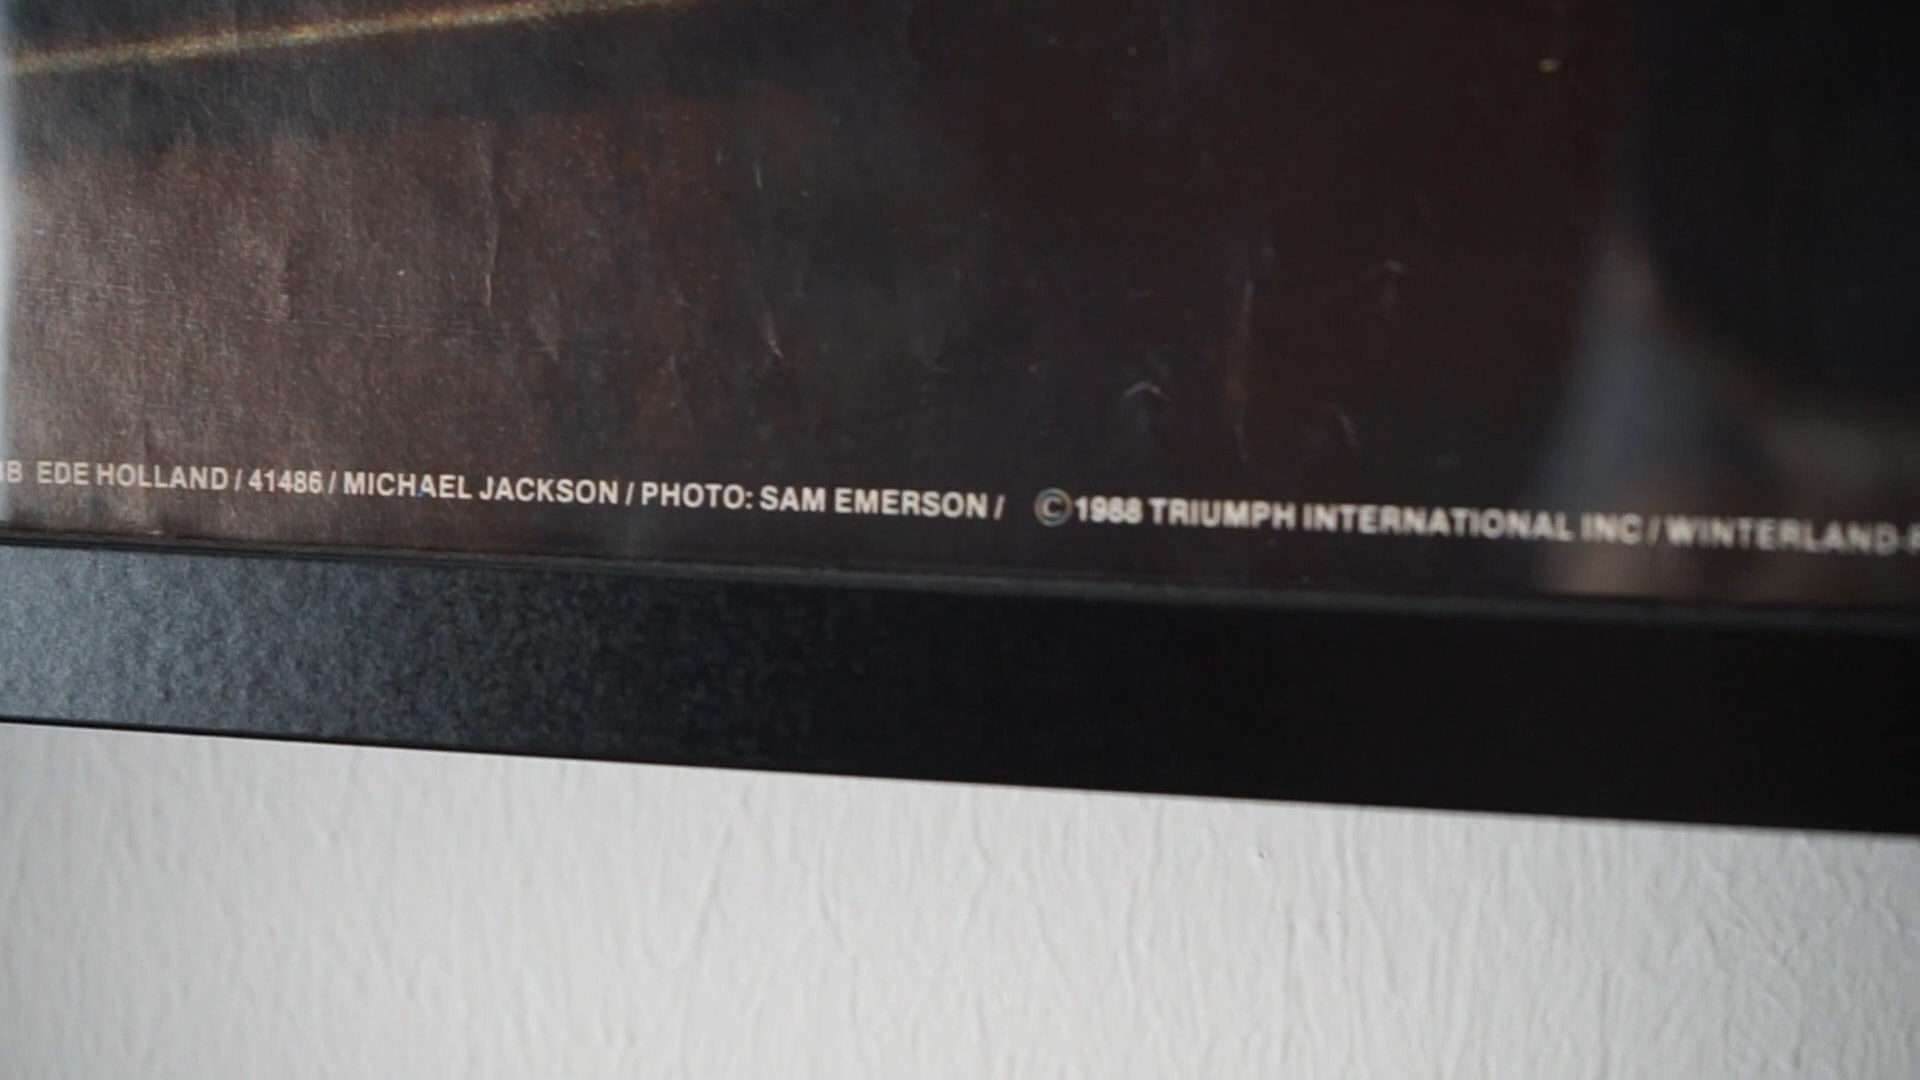 EDE HOLLAND / 41486 / MICHAEL JACKSON / PHOTO: SAM EMERSON / ©1988 TRIUMPH INTERNATIONAL INC / WINTERLAND-